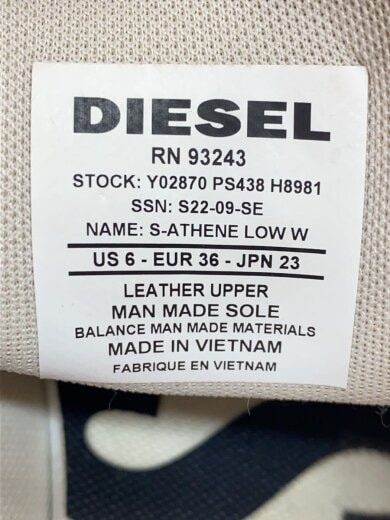 DIESEL
RN 93243
STOCK: Y02870 PS438 H8981
SSN: S22-09-SE
NAME: S-ATHENE LOW W
US 6 - EUR 36 - JPN 23
LEATHER UPPER
MAN MADE SOLE
BALANCE MAN MADE MATERIALS
MADE IN VIETNAM
FABRIQUE EN VIETNAM